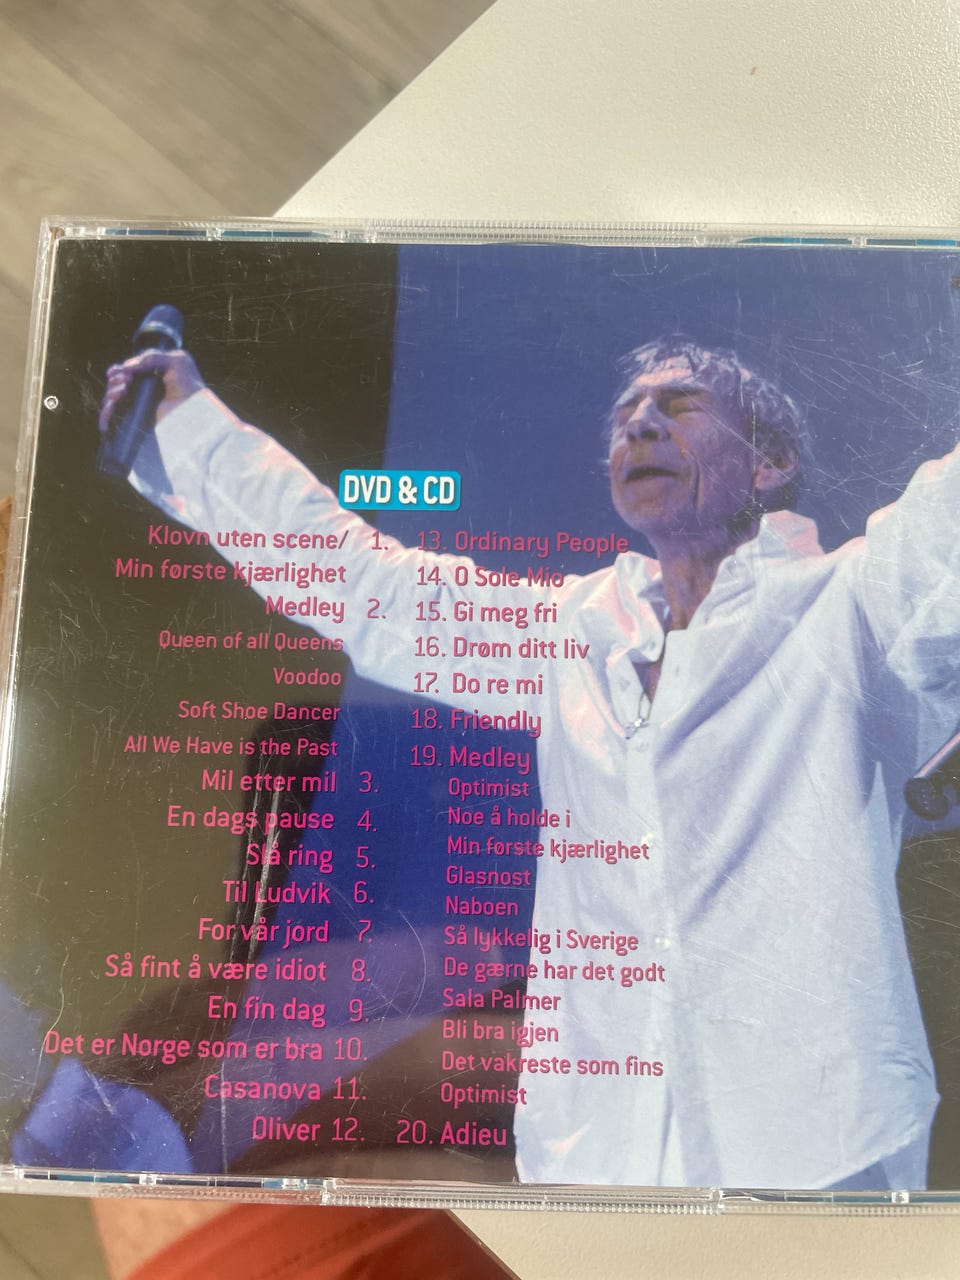 DVD & CD
Klovn uten scene/ 1.
Min første kjærlighet
Medley 2.
Queen of all Queens
Voodoo
Soft Shoe Dancer
All We Have is the Past
Mil etter mil 3.
En dags pause 4.
Slå ring 5.
Til Ludvik 6.
For vår jord 7.
Så fint å være idiot 8.
En fin dag 9.
Det er Norge som er bra 10.
Casanova 11.
Oliver 12.
13. Ordinary People
14. O Sole Mio
15. Gi meg fri
16. Drøm ditt liv
17. Do re mi
18. Friendly
19. Medley
Optimist
Noe å holde i
Min første kjærlighet
Glasnost
Naboen
Så lykkelig i Sverige
De gærne har det godt
Sala Palmer
Bli bra igjen
Det vakreste som fins
Optimist
20. Adieu